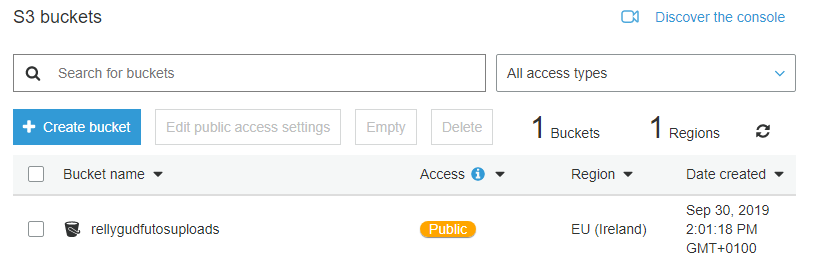 S3 buckets
Discover the console
Search for buckets
All access types
Create bucket
Edit public access settings
Empty
Delete
1 Buckets
1 Regions
Bucket name
Access
Region
Date created
rellygudfutosuploads
Public
EU (Ireland)
Sep 30, 2019
2:01:18 PM
GMT+0100